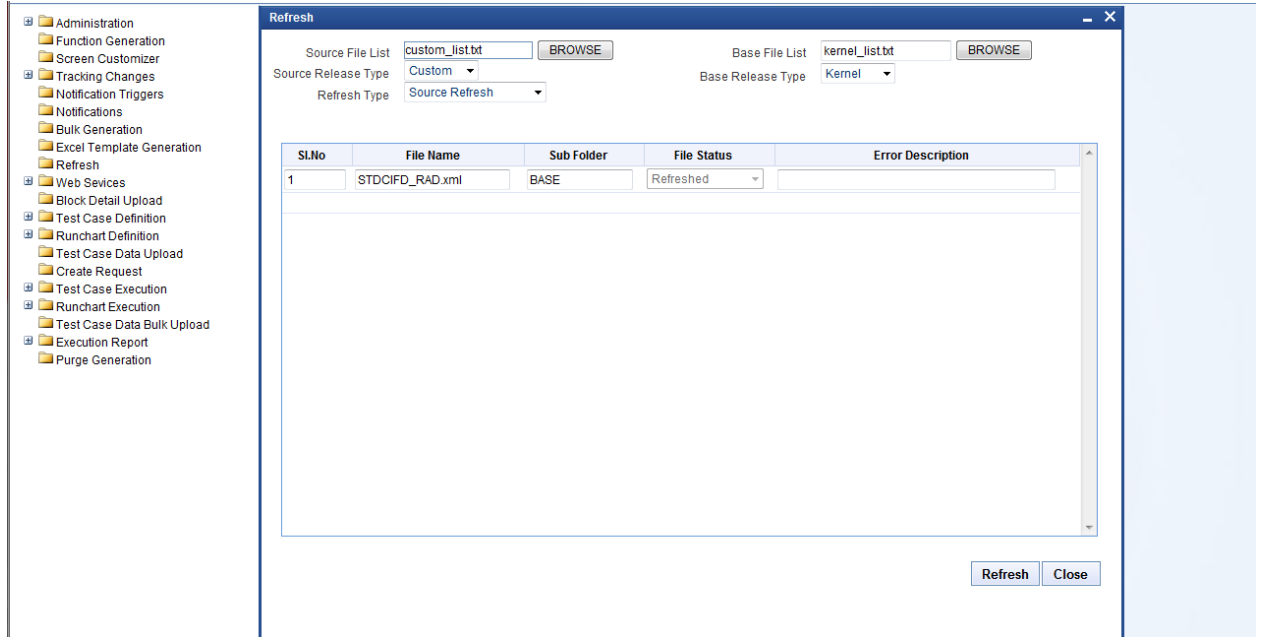 Administration
Function Generation
Screen Customizer
Tracking Changes
Notification Triggers
Notifications
Bulk Generation
Excel Template Generation
Refresh
Web Sevices
Block Detail Upload
Test Case Definition
Runchart Definition
Test Case Data Upload
Create Request
Test Case Execution
Runchart Execution
Test Case Data Bulk Upload
Execution Report
Purge Generation
Refresh
Source File List custom_list.txt BROWSE Base File List kernel_list.txt BROWSE
Source Release Type Custom Base Release Type Kernel
Refresh Type Source Refresh
Sl.No File Name Sub Folder File Status Error Description
1 STDCIFD_RAD.xml BASE Refreshed
Refresh Close